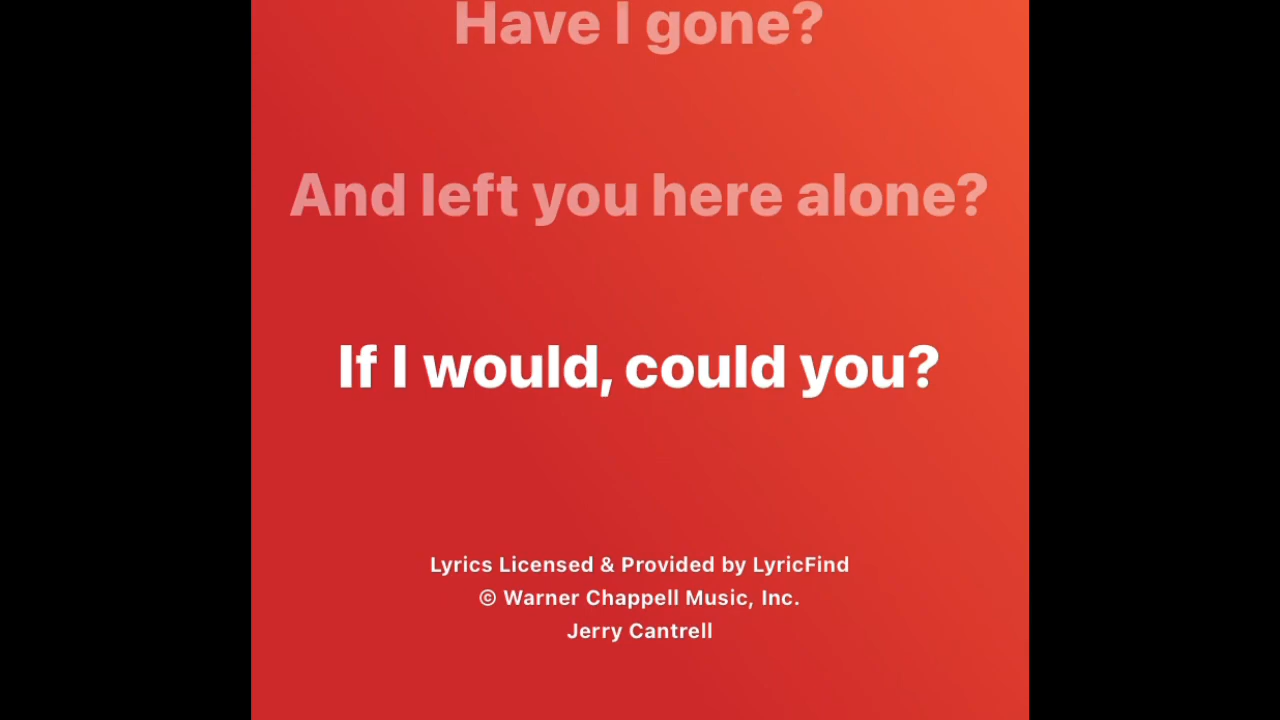 Have I gone?
And left you here alone?
If I would, could you?
Lyrics Licensed & Provided by LyricFind
© Warner Chappell Music, Inc.
Jerry Cantrell